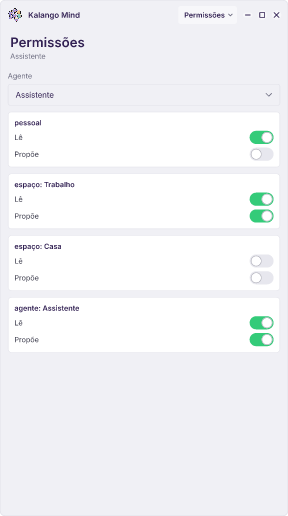 Kalango Mind
Permissões
Permissões
Assistente
Agente
Assistente
pessoal
Lê
Propõe
espaço: Trabalho
Lê
Propõe
espaço: Casa
Lê
Propõe
agente: Assistente
Lê
Propõe